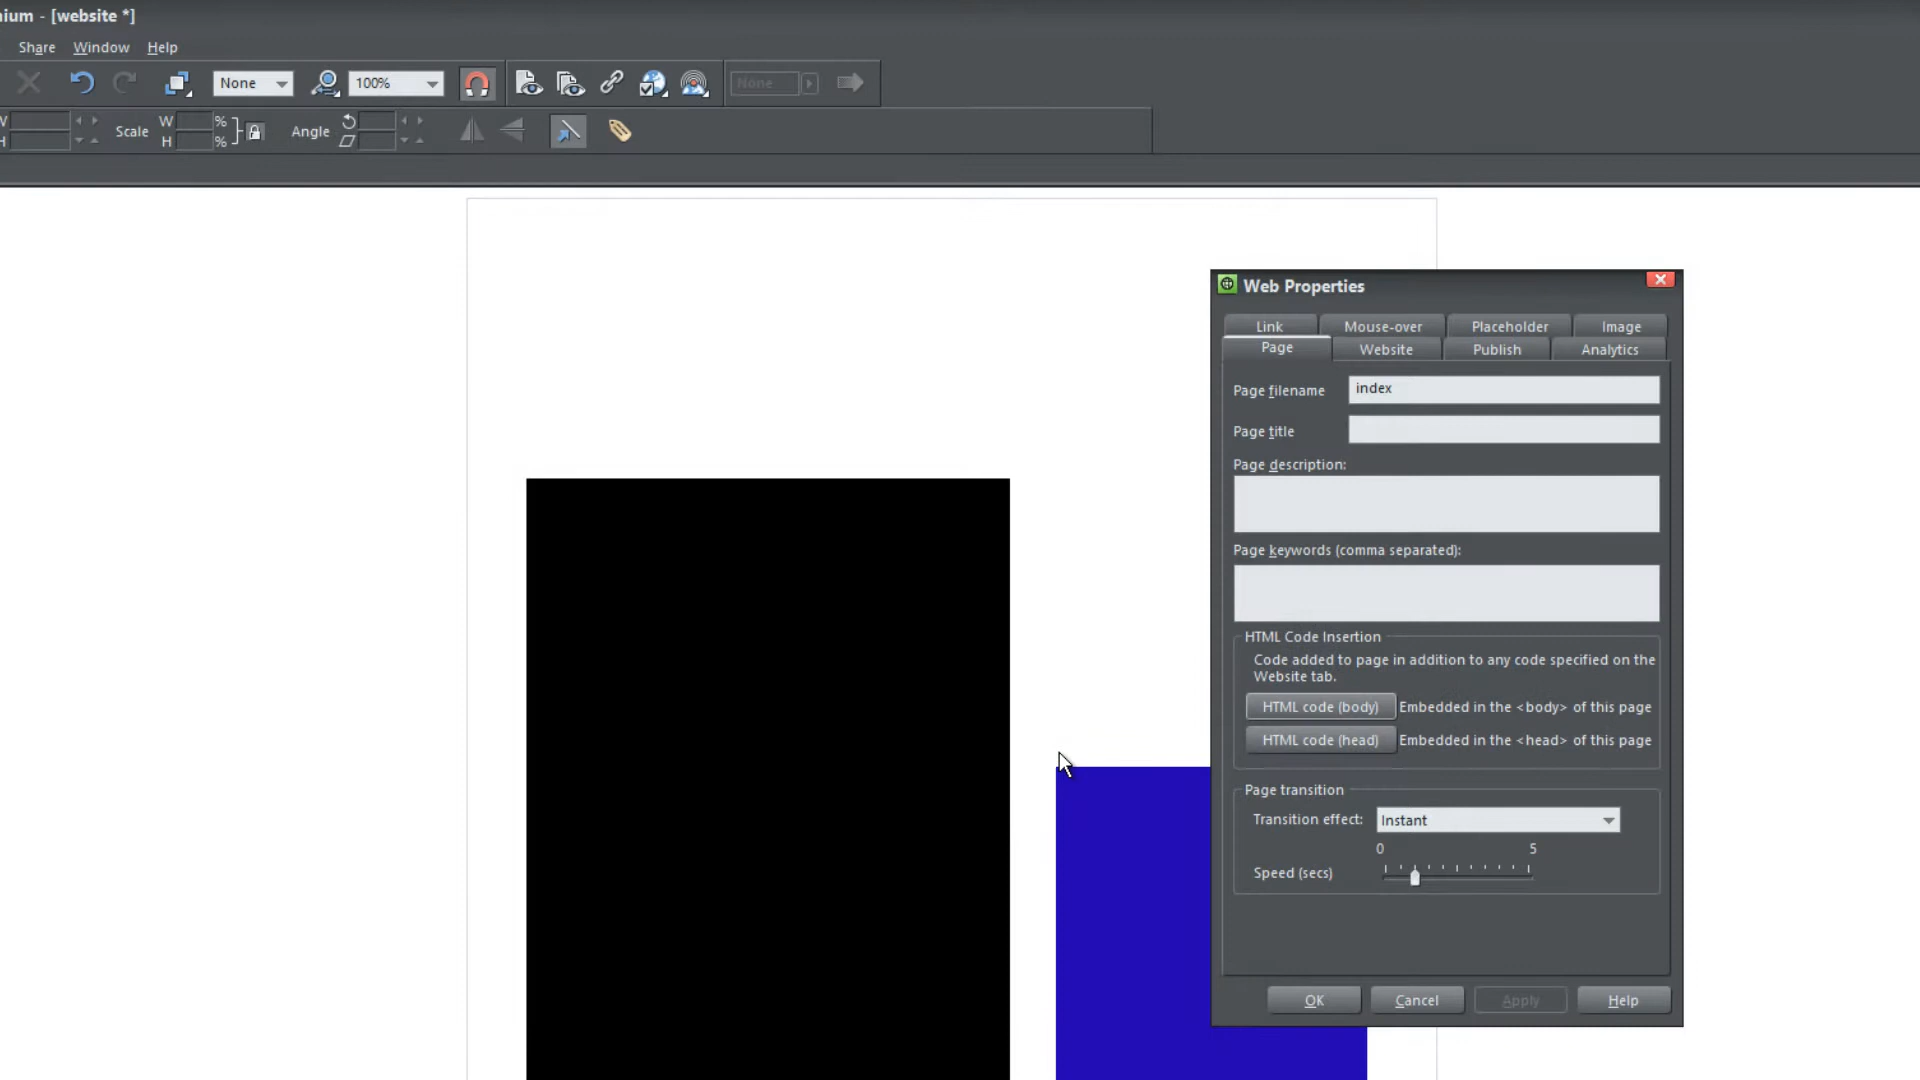 nium - [website *]
Share Window Help
None 100% None
W % 
Scale W Angle
H H %
Web Properties
Link Mouse-over Placeholder Image
Page Website Publish Analytics
Page filename index
Page title
Page description:
Page keywords (comma separated):
HTML Code Insertion
Code added to page in addition to any code specified on the
Website tab.
HTML code (body) Embedded in the <body> of this page
HTML code (head) Embedded in the <head> of this page
Page transition
Transition effect: Instant
0 5
Speed (secs)
OK Cancel Apply Help